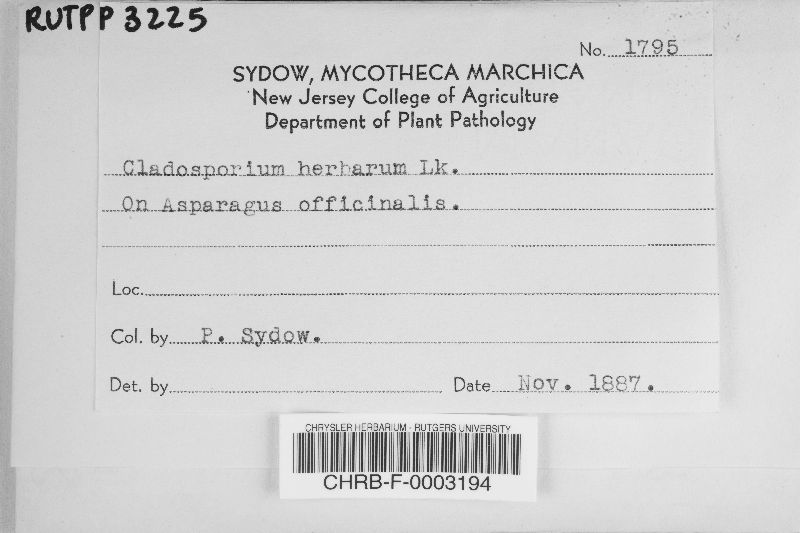 RUTPP 3225
No. 1795
SYDOW, MYCOTHECA MARCHICA
New Jersey College of Agriculture
Department of Plant Pathology
Cladosporium herbarum Lk.
On Asparagus officinalis.
Loc.
Col. by P. Sydow.
Det. by Date Nov. 1887.
CHRYSLER HERBARIUM - RUTGERS UNIVERSITY
CHRB-F-0003194